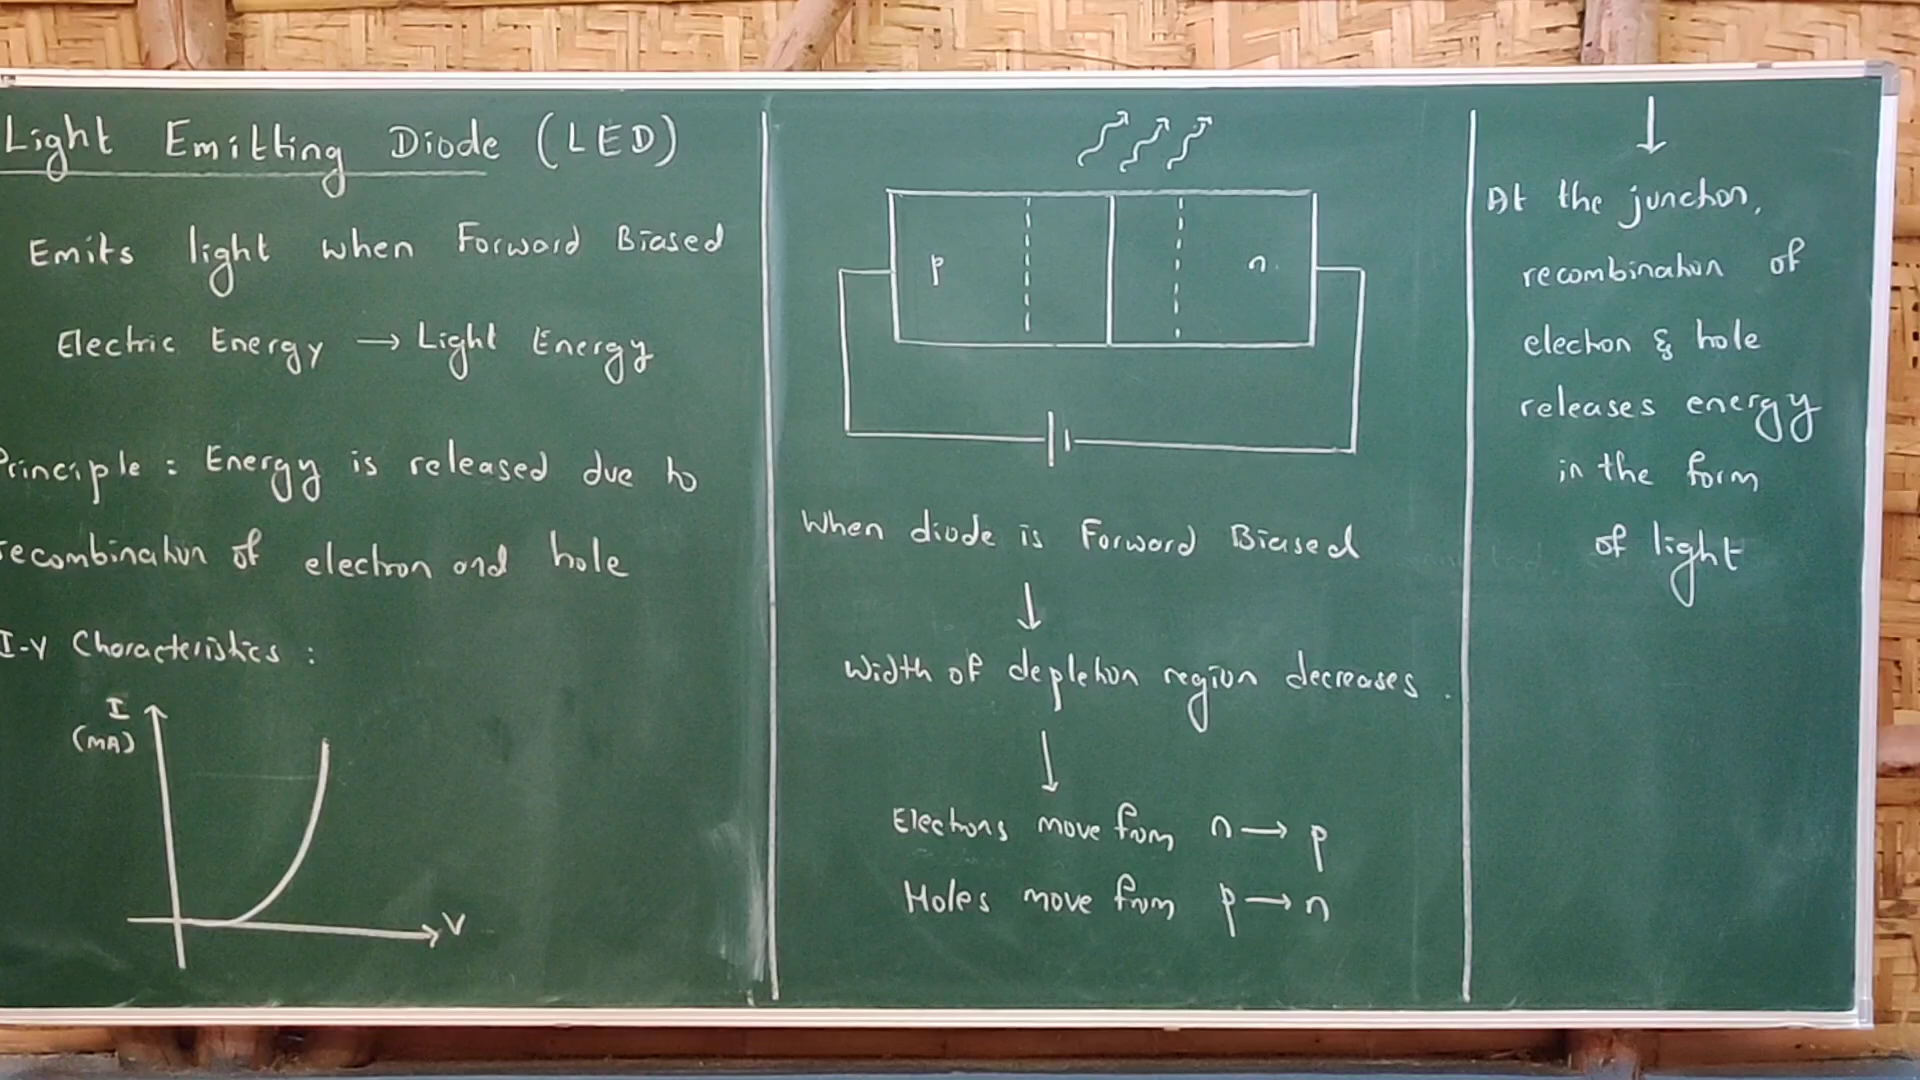 Light Emitting Diode (LED)
Emits light when Forward Biased
Electric Energy → Light Energy
Principle : Energy is released due to
recombination of electron and hole
I-V Characteristics :
I
(mA)
V
p
n
When diode is Forward Biased
↓
Width of depletion region decreases.
↓
Electrons move from n → p
Holes move from p → n
↓
At the junction,
recombination of
electron & hole
releases energy
in the form
of light